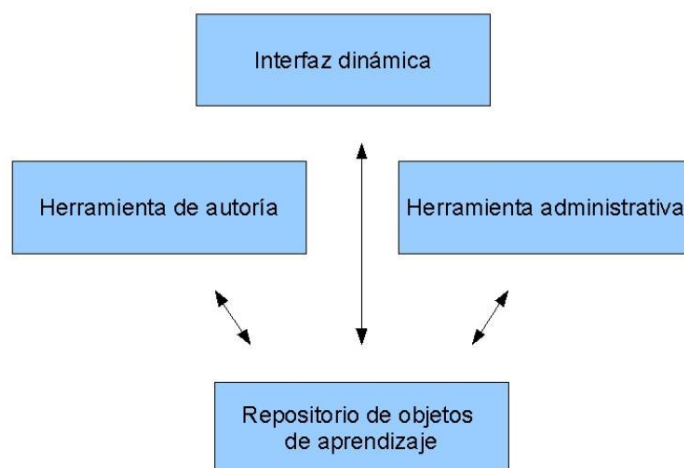 Interfaz dinámica
Herramienta de autoría
Herramienta administrativa
Repositorio de objetos
de aprendizaje